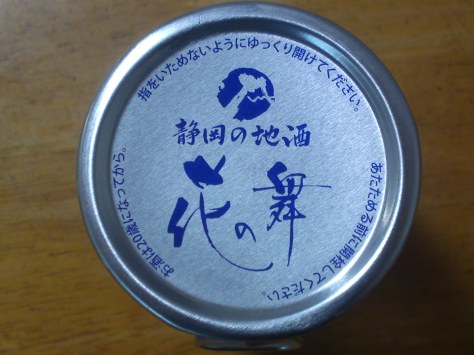 指をいためないようにゆっくり開けてください。
静岡の地酒
花の舞
あたためる前に開栓してください。
お酒は20歳になってから。